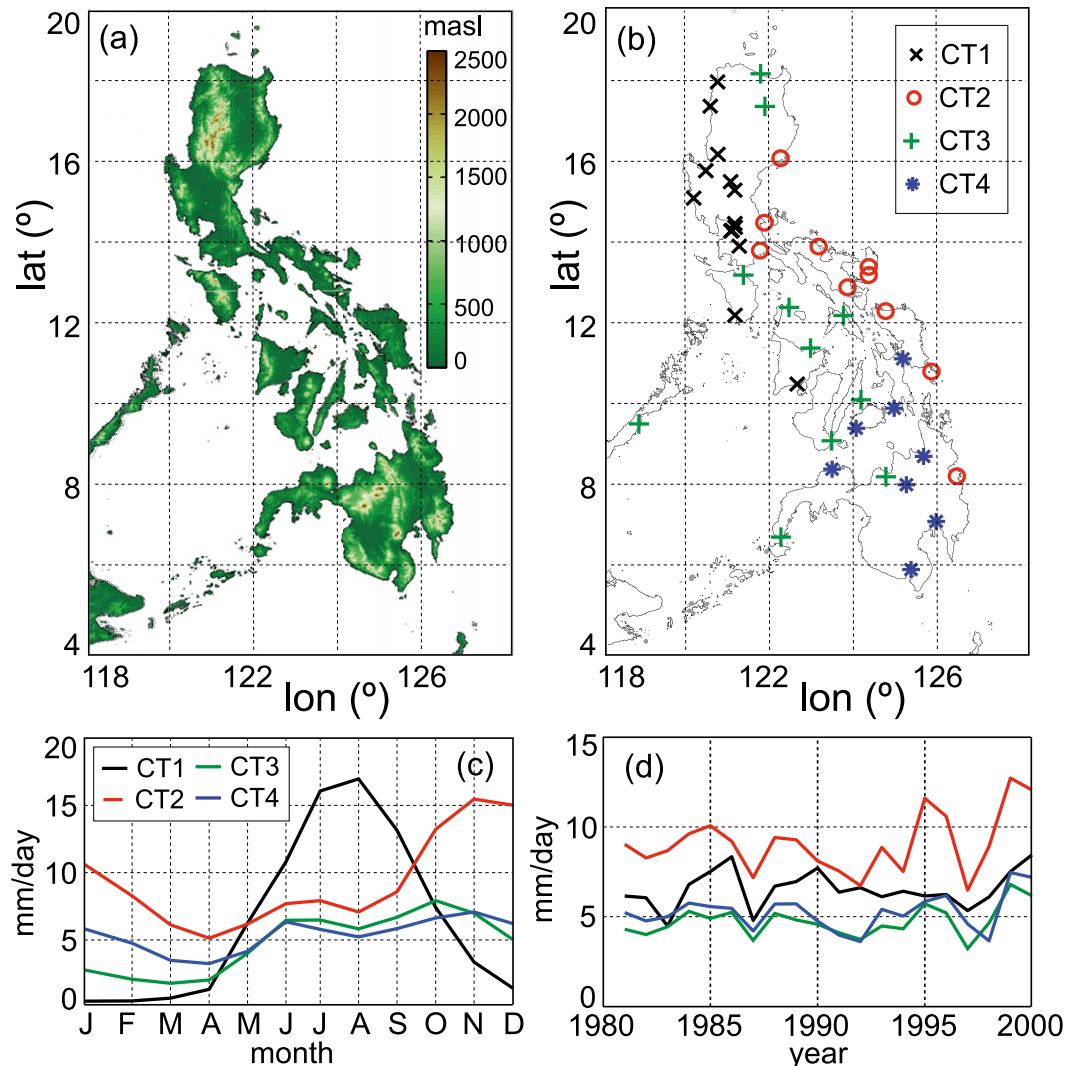 (a)
masl
2500
2000
1500
1000
500
0
20
16
12
8
4
lat (º)
118
122
126
lon (º)
(b)
CT1
CT2
CT3
CT4
20
16
12
8
4
lat (º)
118
122
126
lon (º)
(c)
CT1
CT3
CT2
CT4
20
15
10
5
0
mm/day
J F M A M J J A S O N D
month
(d)
15
10
5
0
mm/day
1980 1985 1990 1995 2000
year